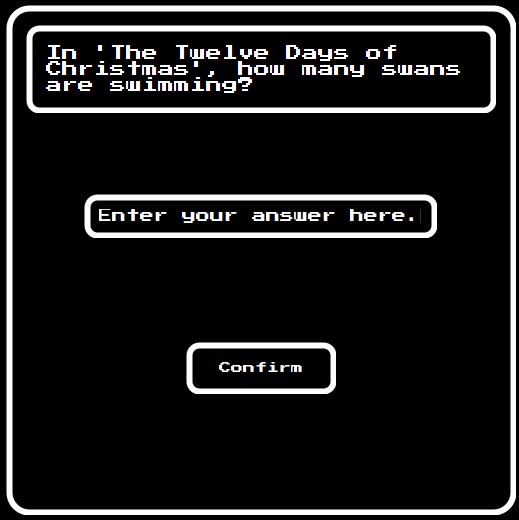 In 'The Twelve Days of
Christmas', how many swans
are swimming?
Enter your answer here.
Confirm